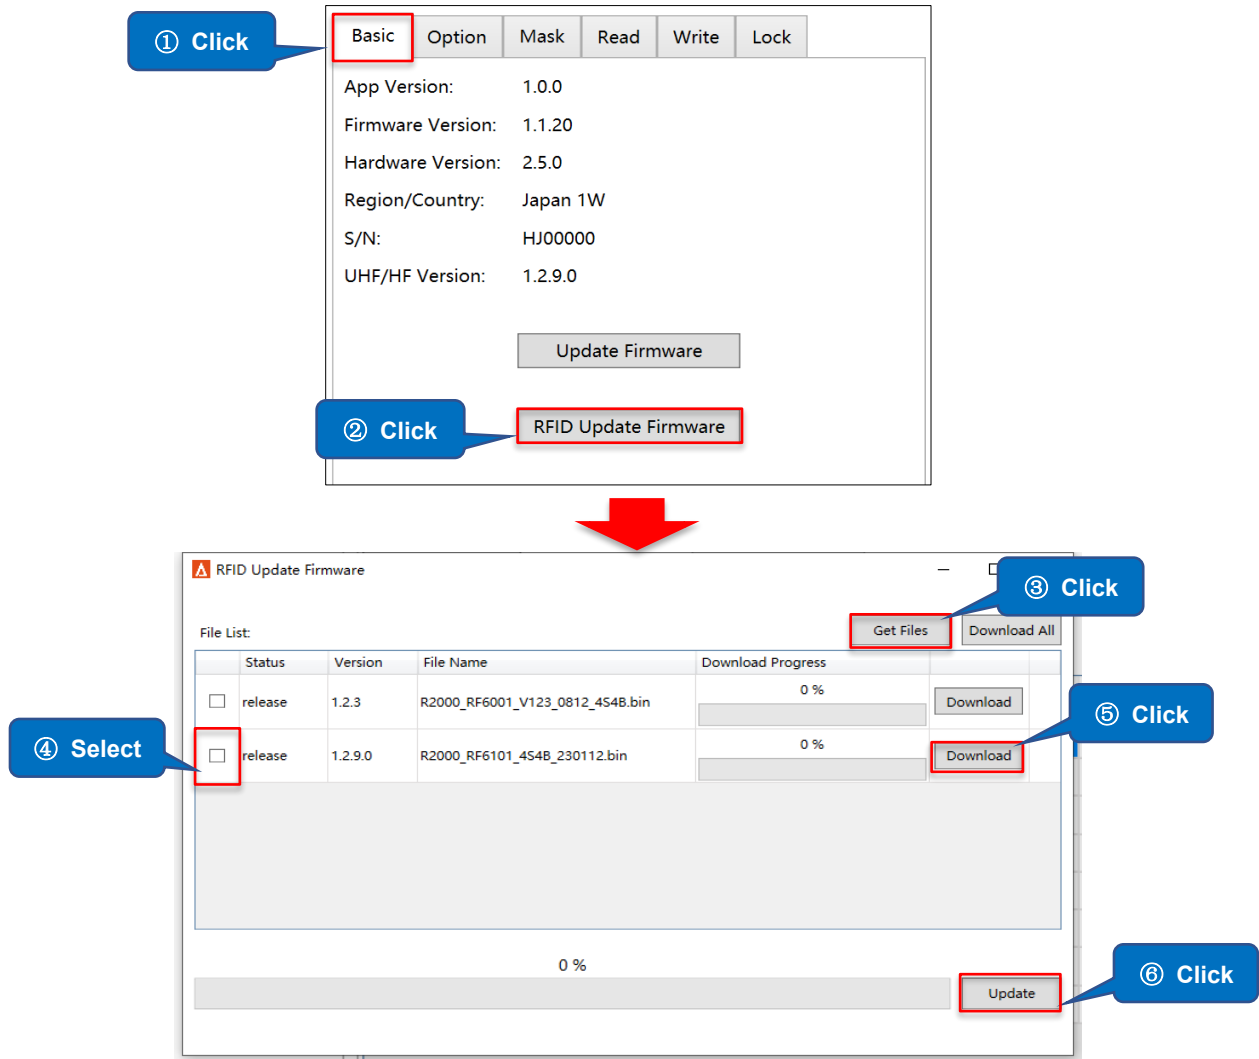 ① Click
Basic Option Mask Read Write Lock
App Version: 1.0.0
Firmware Version: 1.1.20
Hardware Version: 2.5.0
Region/Country: Japan 1W
S/N: HJ00000
UHF/HF Version: 1.2.9.0
Update Firmware
② Click
RFID Update Firmware
RFID Update Firmware
③ Click
File List:
Get Files Download All
Status Version File Name Download Progress
release 1.2.3 R2000_RF6001_V123_0812_4S4B.bin 0 % Download
④ Select
release 1.2.9.0 R2000_RF6101_4S4B_230112.bin 0 % Download
⑤ Click
0 %
Update
⑥ Click